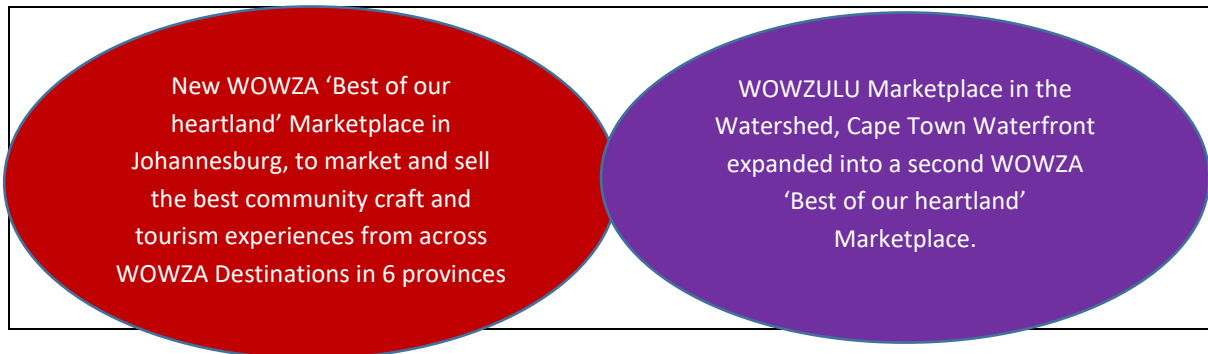 New WOWZA ‘Best of our
heartland’ Marketplace in
Johannesburg, to market and sell
the best community craft and
tourism experiences from across
WOWZA Destinations in 6 provinces
WOWZULU Marketplace in the
Watershed, Cape Town Waterfront
expanded into a second WOWZA
‘Best of our heartland’
Marketplace.